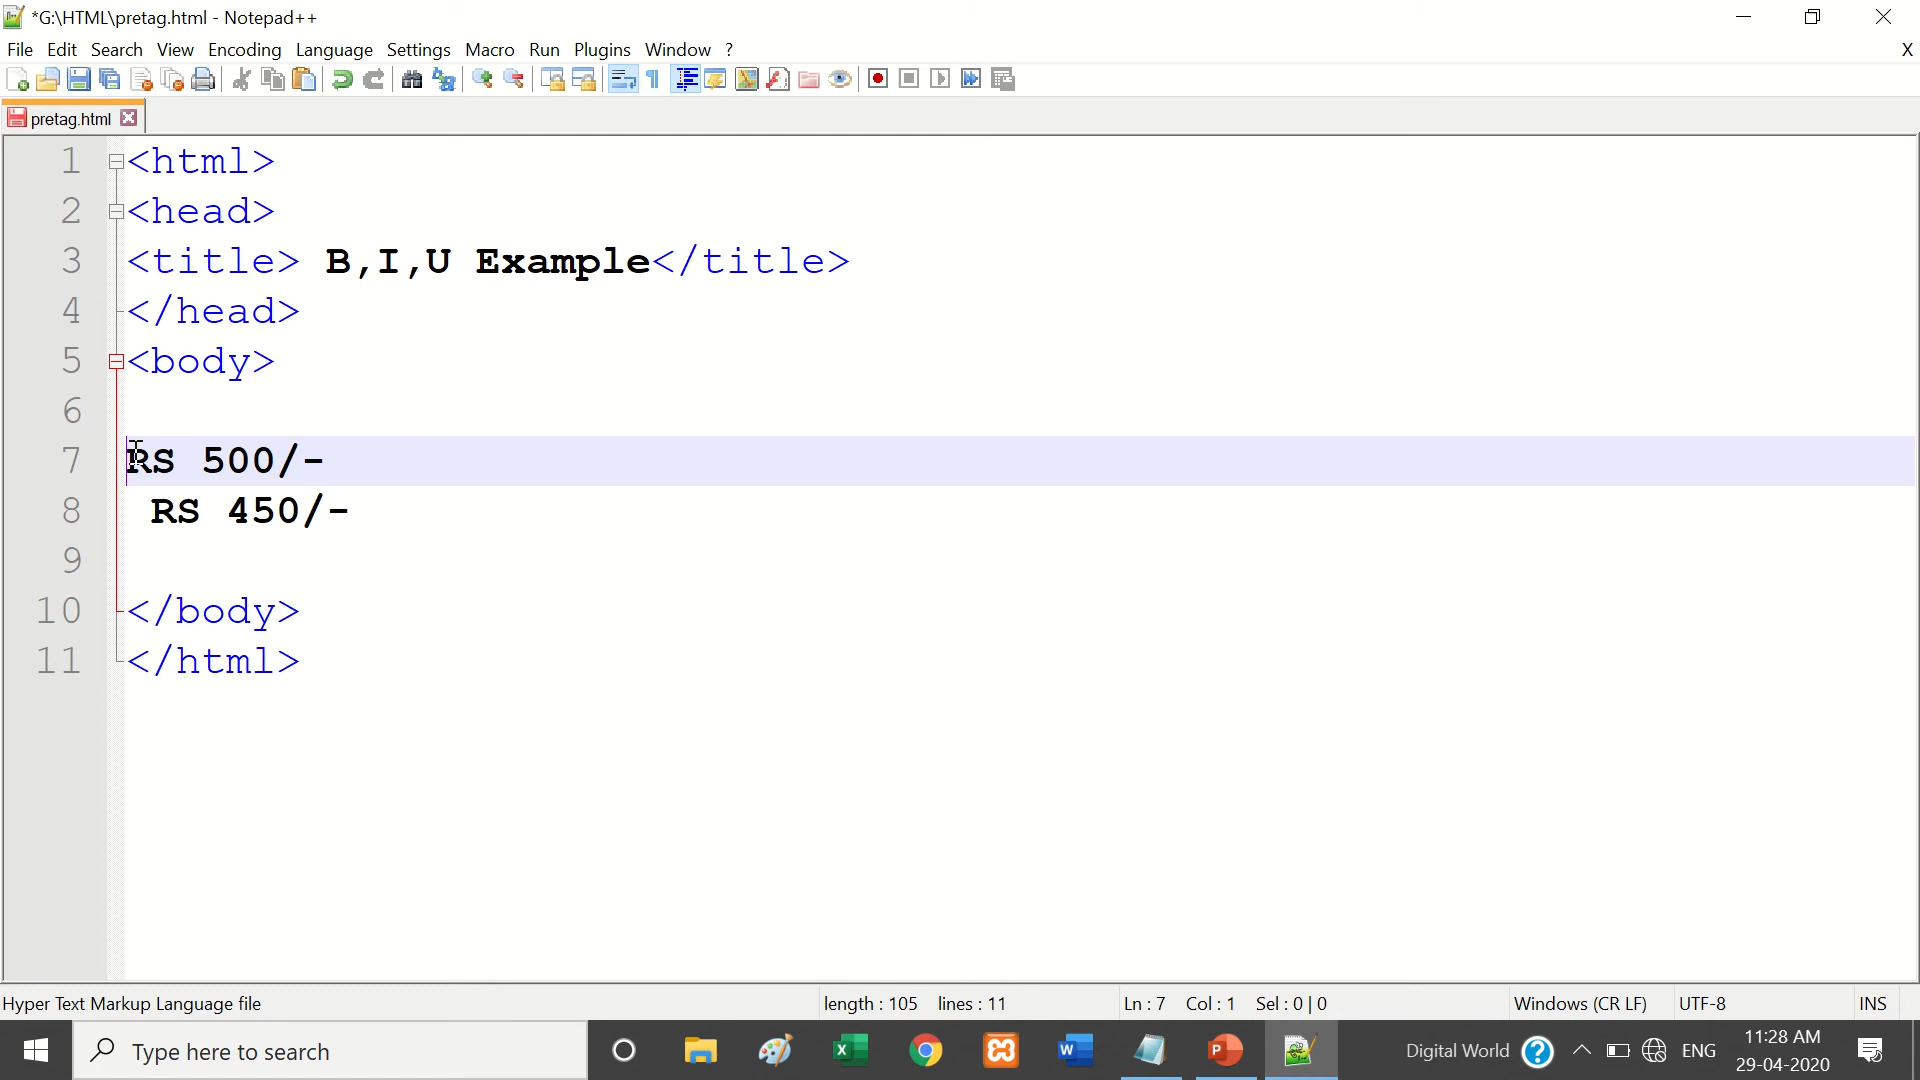 *G:\HTML\pretag.html - Notepad++
File Edit Search View Encoding Language Settings Macro Run Plugins Window ? X
pretag.html
1 <html>
2 <head>
3 <title> B,I,U Example</title>
4 </head>
5 <body>
6
7 RS 500/-
8 RS 450/-
9
10 </body>
11 </html>
Hyper Text Markup Language file length : 105 lines : 11 Ln : 7 Col : 1 Sel : 0 | 0 Windows (CR LF) UTF-8 INS
Type here to search Digital World ENG 11:28 AM
29-04-2020